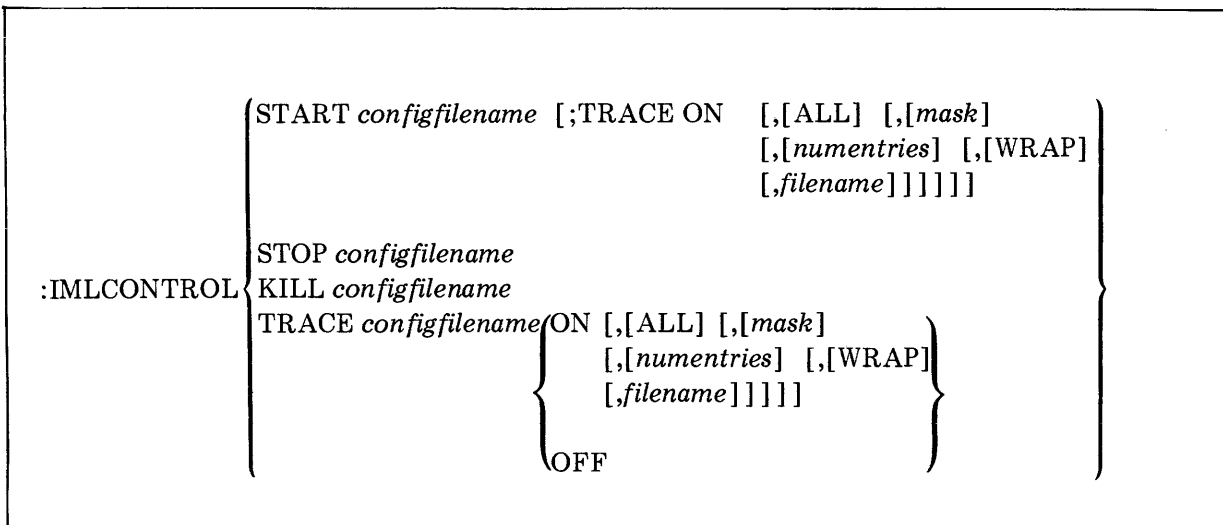 START configfilename [;TRACE ON [,[ALL] [,[mask]
[,[numentries] [,[WRAP]
[,filename]]]]]]
STOP configfilename
:IMLCONTROL KILL configfilename
TRACE configfilename ON [,[ALL] [,[mask]
[,[numentries] [,[WRAP]
[,filename]]]]]
OFF